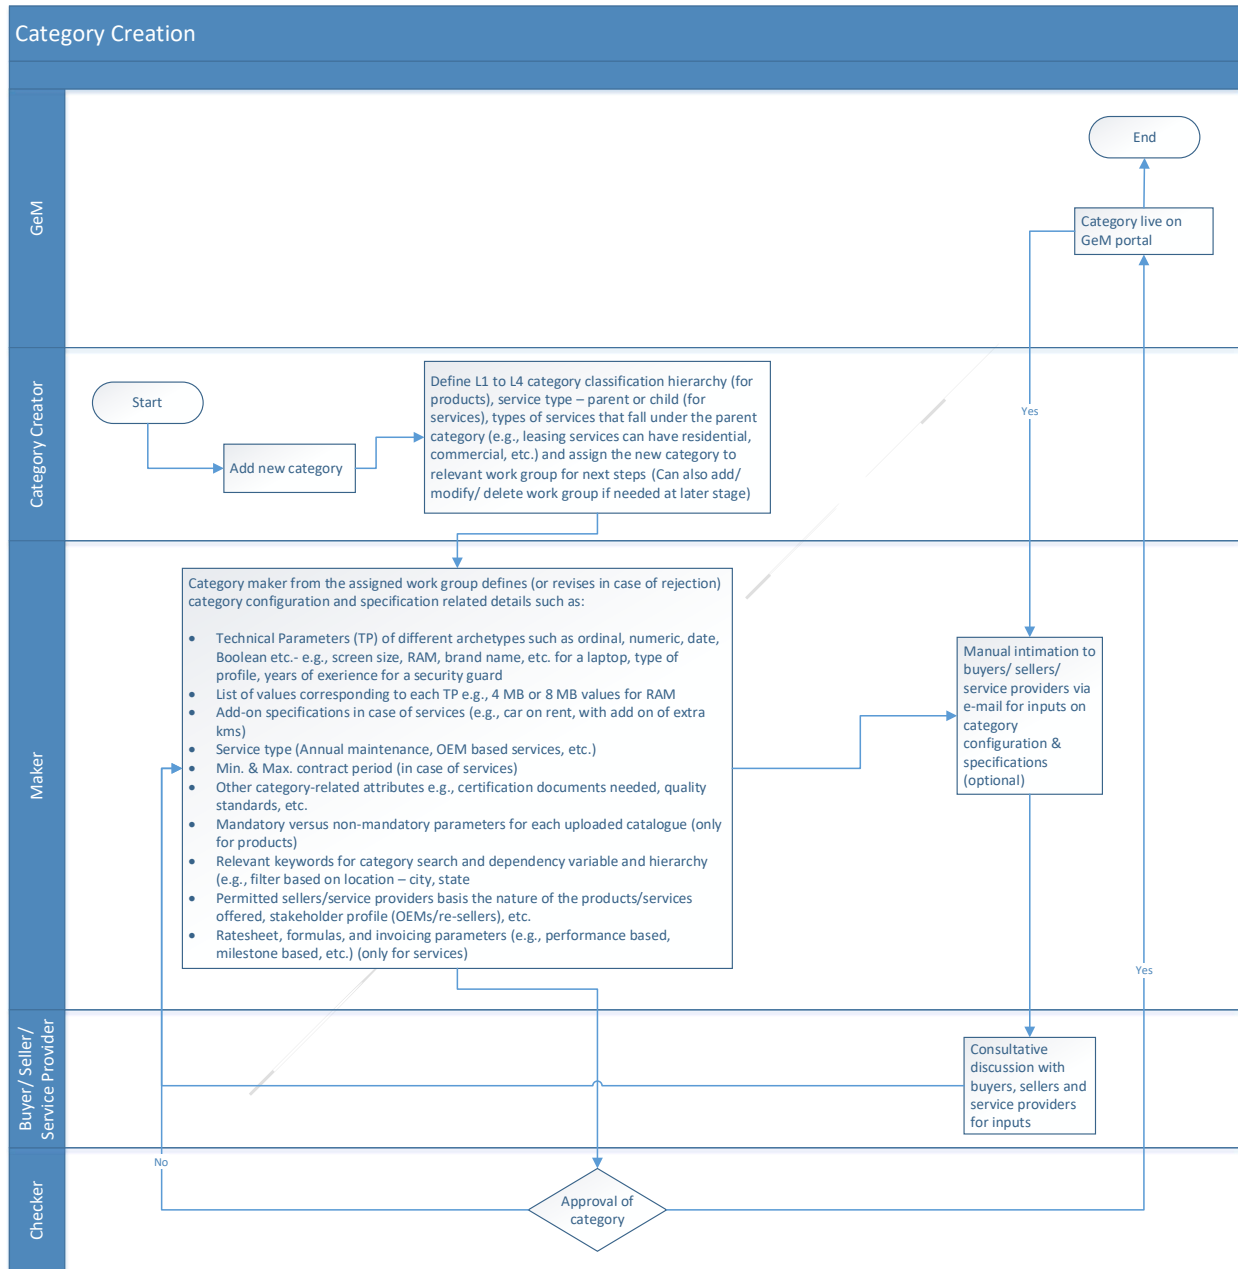 Category Creation
GeM
End
Category live on
GeM portal
Category Creator
Start
Add new category
Define L1 to L4 category classification hierarchy (for
products), service type – parent or child (for
services), types of services that fall under the parent
category (e.g., leasing services can have residential,
commercial, etc.) and assign the new category to
relevant work group for next steps (Can also add/
modify/ delete work group if needed at later stage)
Yes
Maker
Category maker from the assigned work group defines (or revises in case of rejection)
category configuration and specification related details such as:
• Technical Parameters (TP) of different archetypes such as ordinal, numeric, date,
Boolean etc.- e.g., screen size, RAM, brand name, etc. for a laptop, type of
profile, years of exerience for a security guard
• List of values corresponding to each TP e.g., 4 MB or 8 MB values for RAM
• Add-on specifications in case of services (e.g., car on rent, with add on of extra
kms)
• Service type (Annual maintenance, OEM based services, etc.)
• Min. & Max. contract period (in case of services)
• Other category-related attributes e.g., certification documents needed, quality
standards, etc.
• Mandatory versus non-mandatory parameters for each uploaded catalogue (only
for products)
• Relevant keywords for category search and dependency variable and hierarchy
(e.g., filter based on location – city, state
• Permitted sellers/service providers basis the nature of the products/services
offered, stakeholder profile (OEMs/re-sellers), etc.
• Ratesheet, formulas, and invoicing parameters (e.g., performance based,
milestone based, etc.) (only for services)
Manual intimation to
buyers/ sellers/
service providers via
e-mail for inputs on
category
configuration &
specifications
(optional)
Yes
Buyer/ Seller/
Service Provider
Consultative
discussion with
buyers, sellers and
service providers
for inputs
Checker
No
Approval of
category